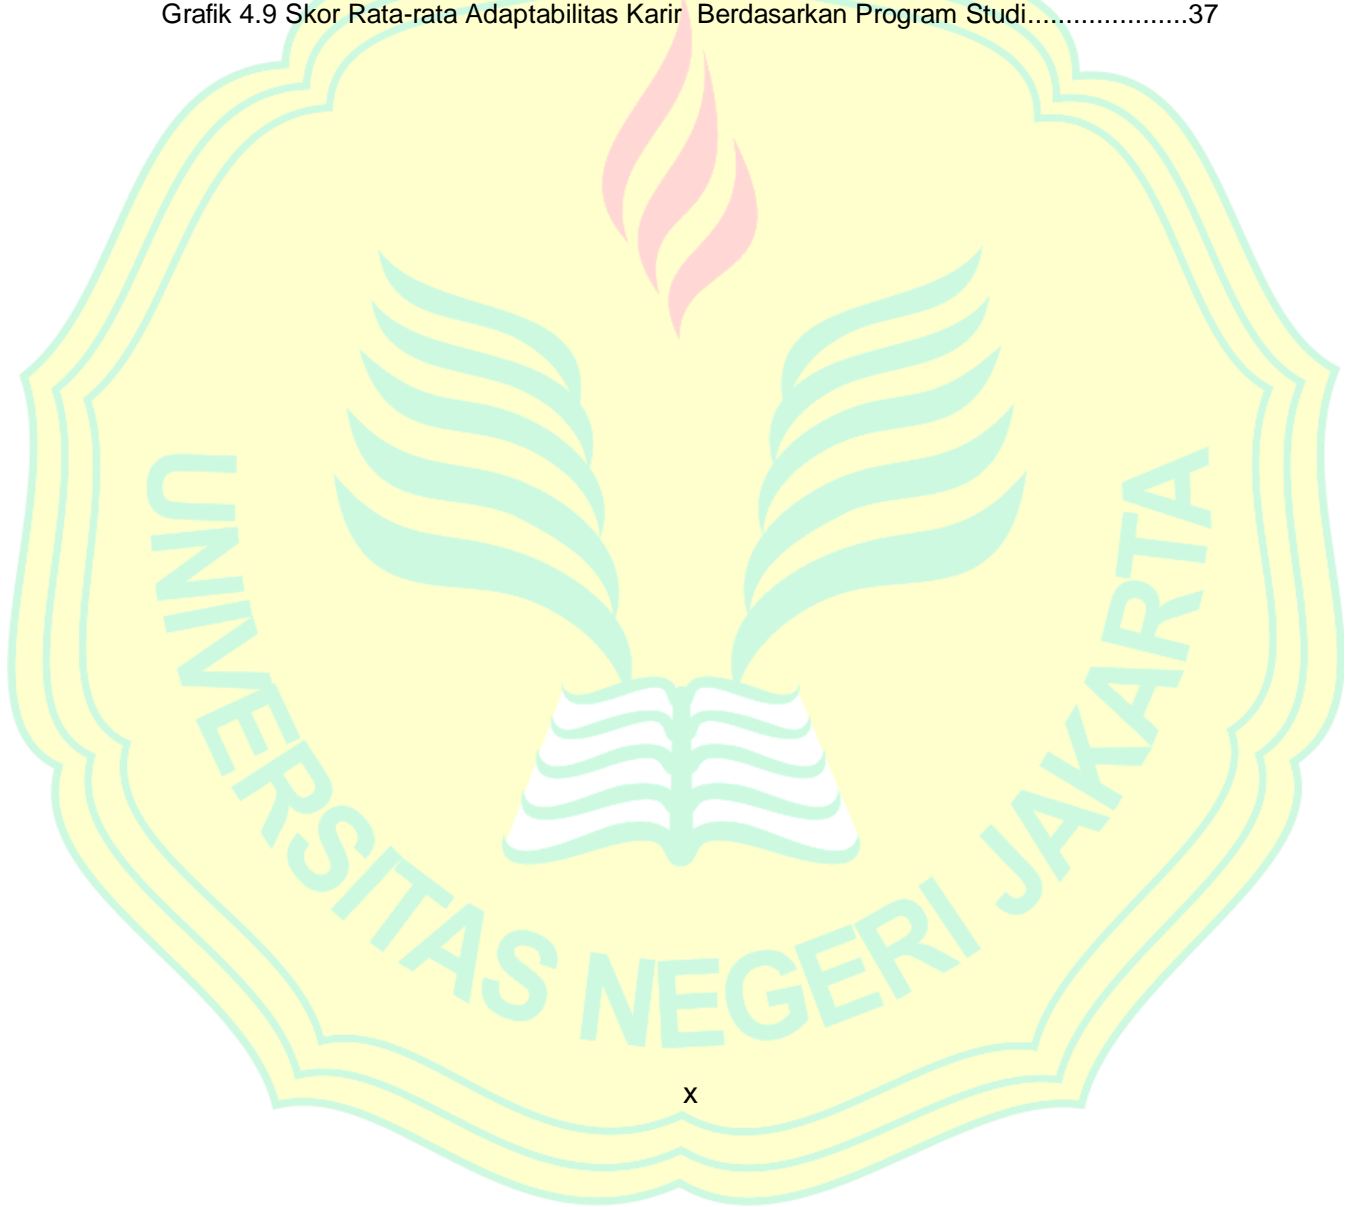 Grafik 4.9 Skor Rata-rata Adaptabilitas Karir  Berdasarkan Program Studi.....................37
UNIVERSITAS NEGERI JAKARTA
x